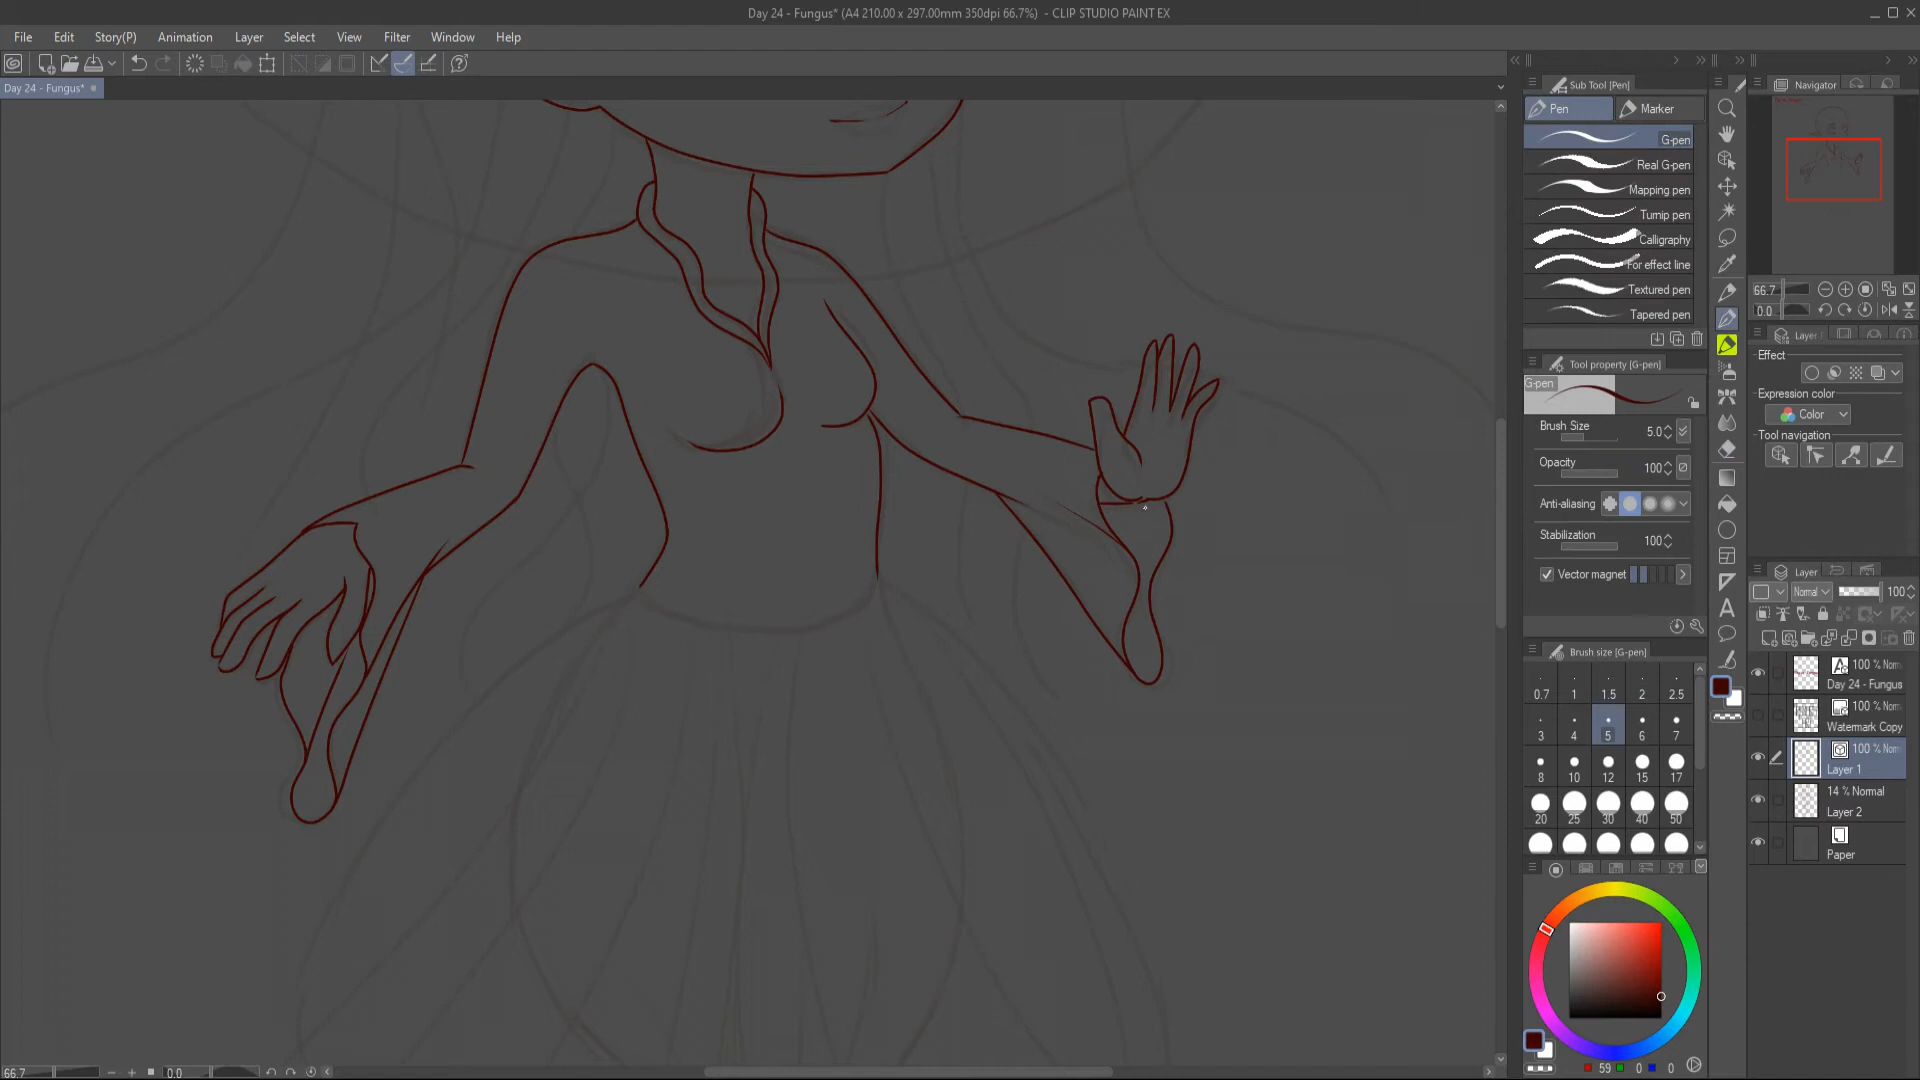 Day 24 - Fungus* (A4 210.00 x 297.00mm 350dpi 66.7%)  - CLIP STUDIO PAINT EX
File Edit Story(P) Animation Layer Select View Filter Window Help
Day 24 - Fungus*
Sub Tool [Pen]
Pen
Marker
G-pen
Real G-pen
Mapping pen
Turnip pen
Calligraphy
For effect line
Textured pen
Tapered pen
Tool property [G-pen]
G-pen
Brush Size 5.0
Opacity 100
Anti-aliasing
Stabilization 100
Vector magnet
Brush size [G-pen]
0.7 1 1.5 2 2.5
3 4 5 6 7
8 10 12 15 17
20 25 30 40 50
59 0 0
Navigator
66.7
0.0
Layer
Effect
Expression color
Color
Tool navigation
Layer
Normal 100
100 % Norm
Day 24 - Fungus
100 % Norm
Watermark Copy
100 % Norm
Layer 1
14 % Normal
Layer 2
Paper
66.7 0.0